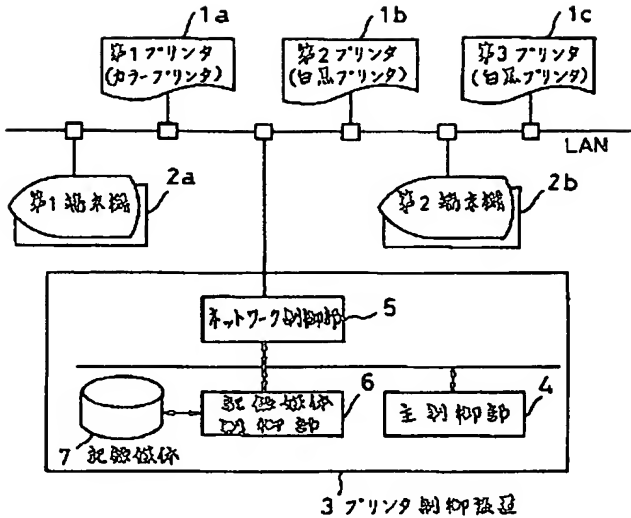 1a
1b
1c
第1プリンタ
(カラープリンタ)
第2プリンタ
(白黒プリンタ)
第3プリンタ
(白黒プリンタ)
LAN
第1端末機
2a
第2端末機
2b
ネットワーク制御部
5
記憶媒体
制御部
6
主制御部
4
7 記憶媒体
3 プリンタ制御装置